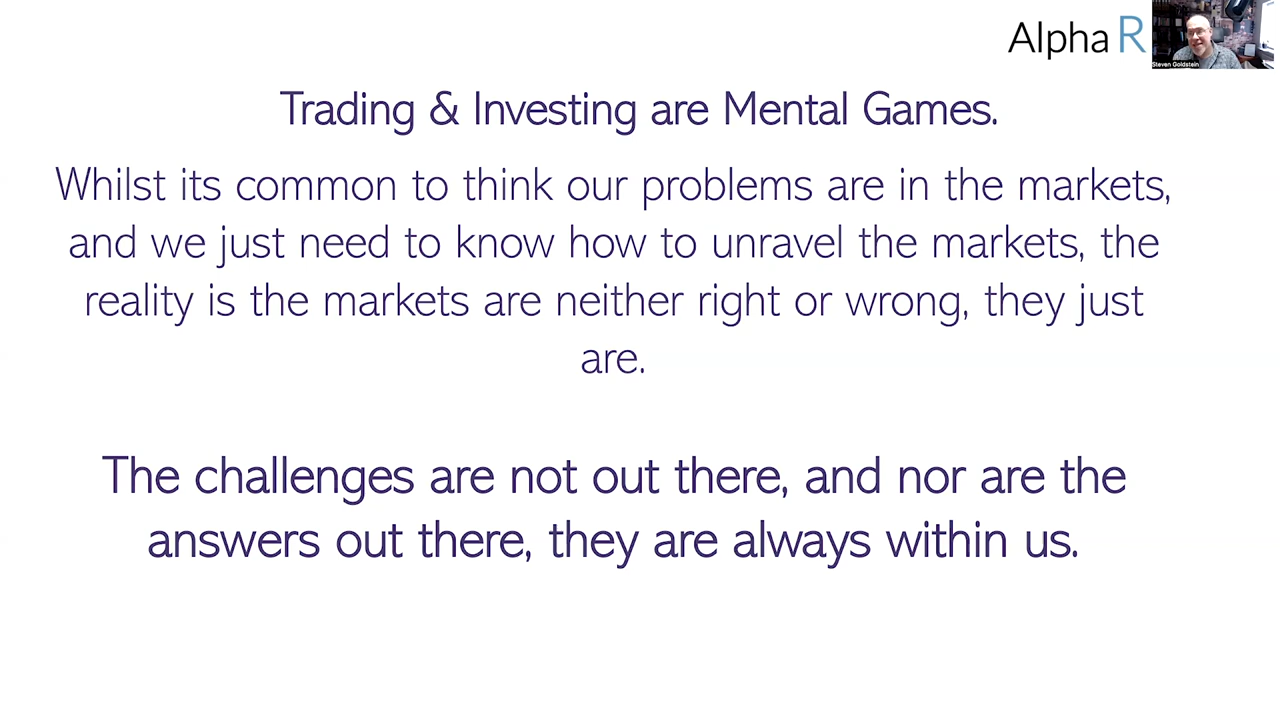 Alpha R
Steven Goldstein
Trading & Investing are Mental Games.
Whilst its common to think our problems are in the markets,
and we just need to know how to unravel the markets, the
reality is the markets are neither right or wrong, they just
are.
The challenges are not out there, and nor are the
answers out there, they are always within us.